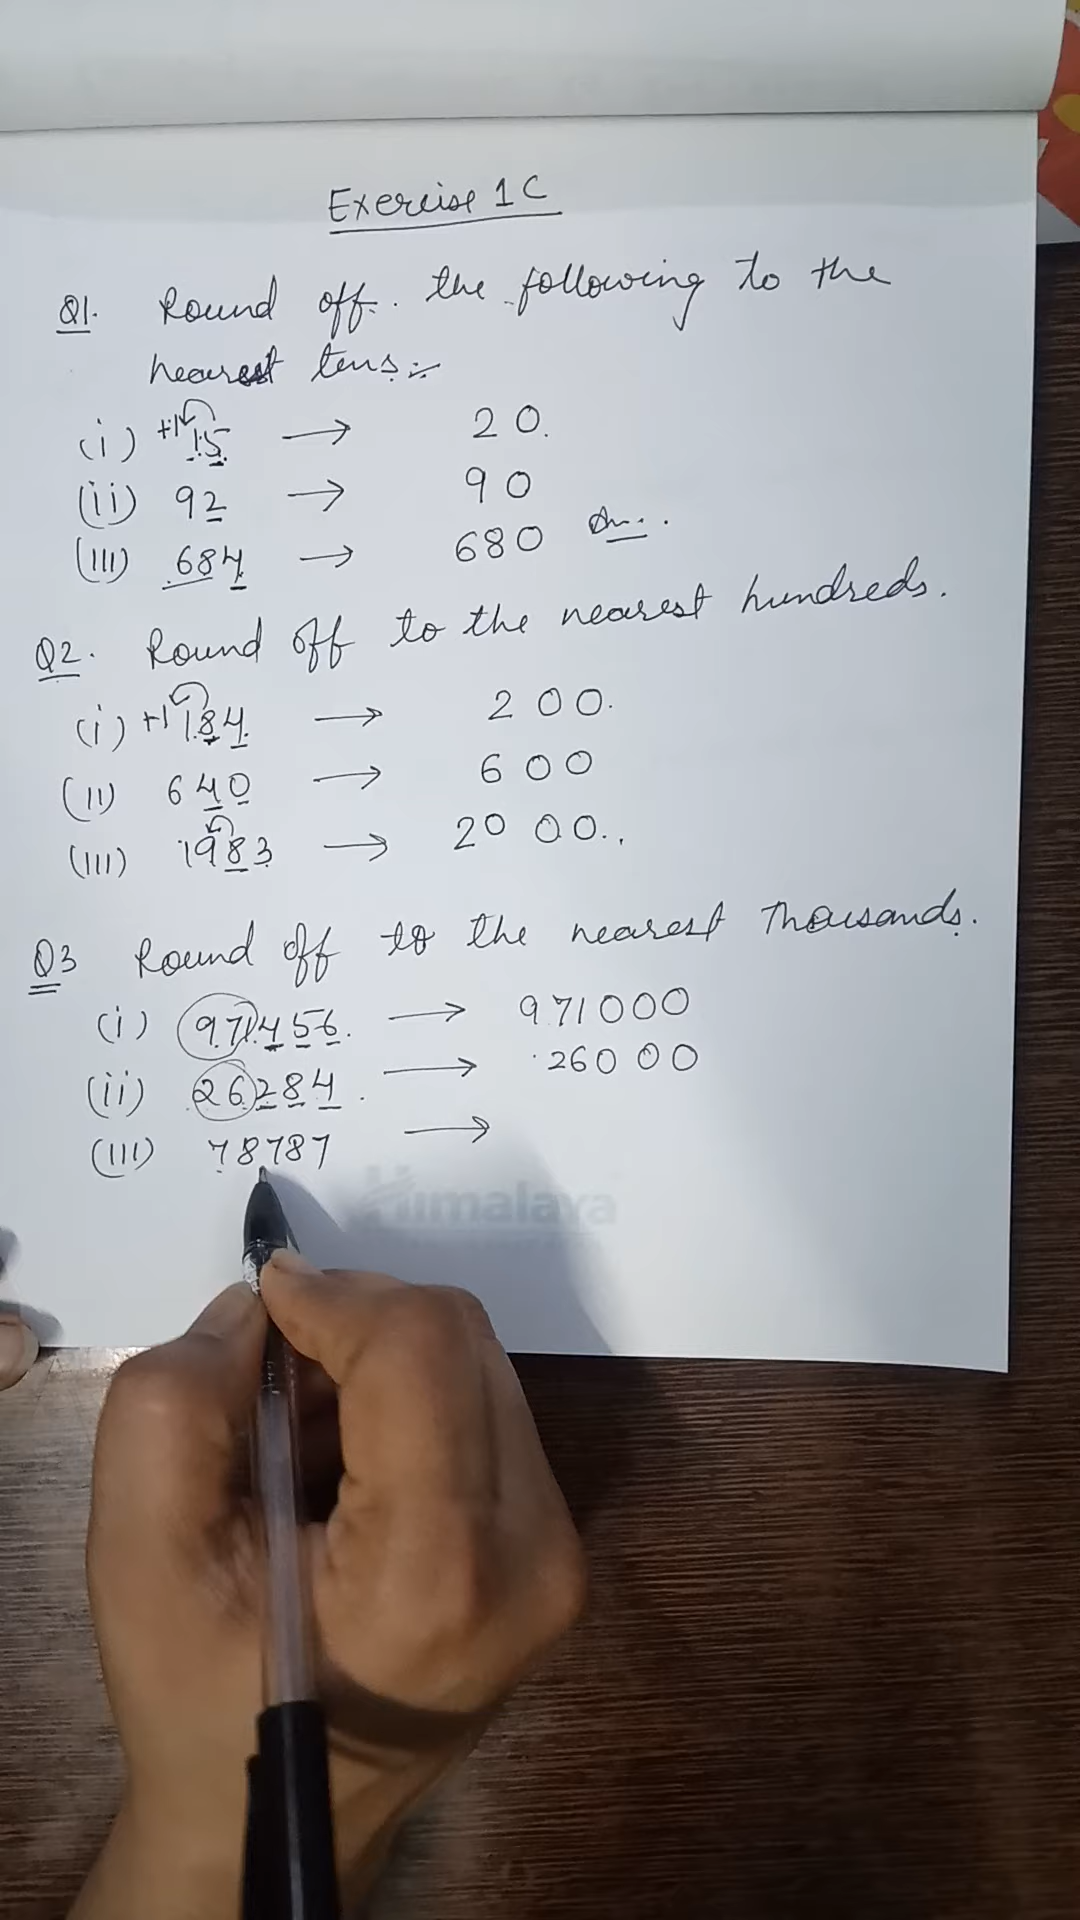 Exercise 1C
Q1. Round off. the following to the
nearest tens:-
(i) +1 15 → 20.
(ii) 92 → 90
(III) 684 → 680 Ans.
Q2. Round off to the nearest hundreds.
(i) +1 184 → 200.
(II) 640 → 600
(III) 1983 → 2000.
Q3 Round off to the nearest Thousands.
(i) 971456. → 971000
(ii) 26284. → 26000
(III) 78787 →
Himalaya